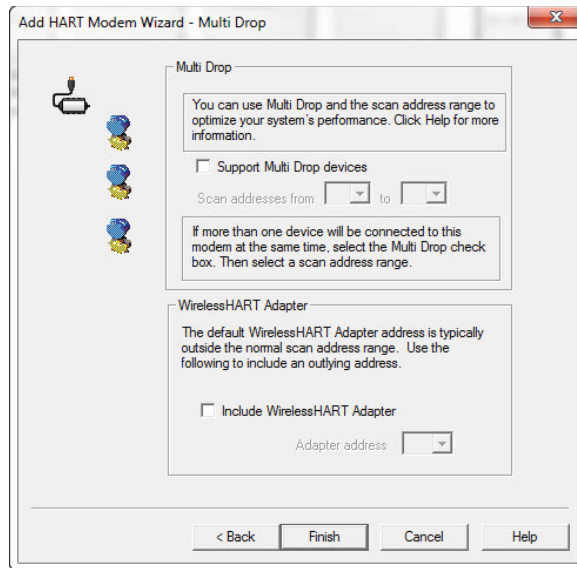 Add HART Modem Wizard - Multi Drop
Multi Drop
You can use Multi Drop and the scan address range to
optimize your system's performance. Click Help for more
information.
Support Multi Drop devices
Scan addresses from to
If more than one device will be connected to this
modem at the same time, select the Multi Drop check
box. Then select a scan address range.
WirelessHART Adapter
The default WirelessHART Adapter address is typically
outside the normal scan address range. Use the
following to include an outlying address.
Include WirelessHART Adapter
Adapter address
< Back Finish Cancel Help